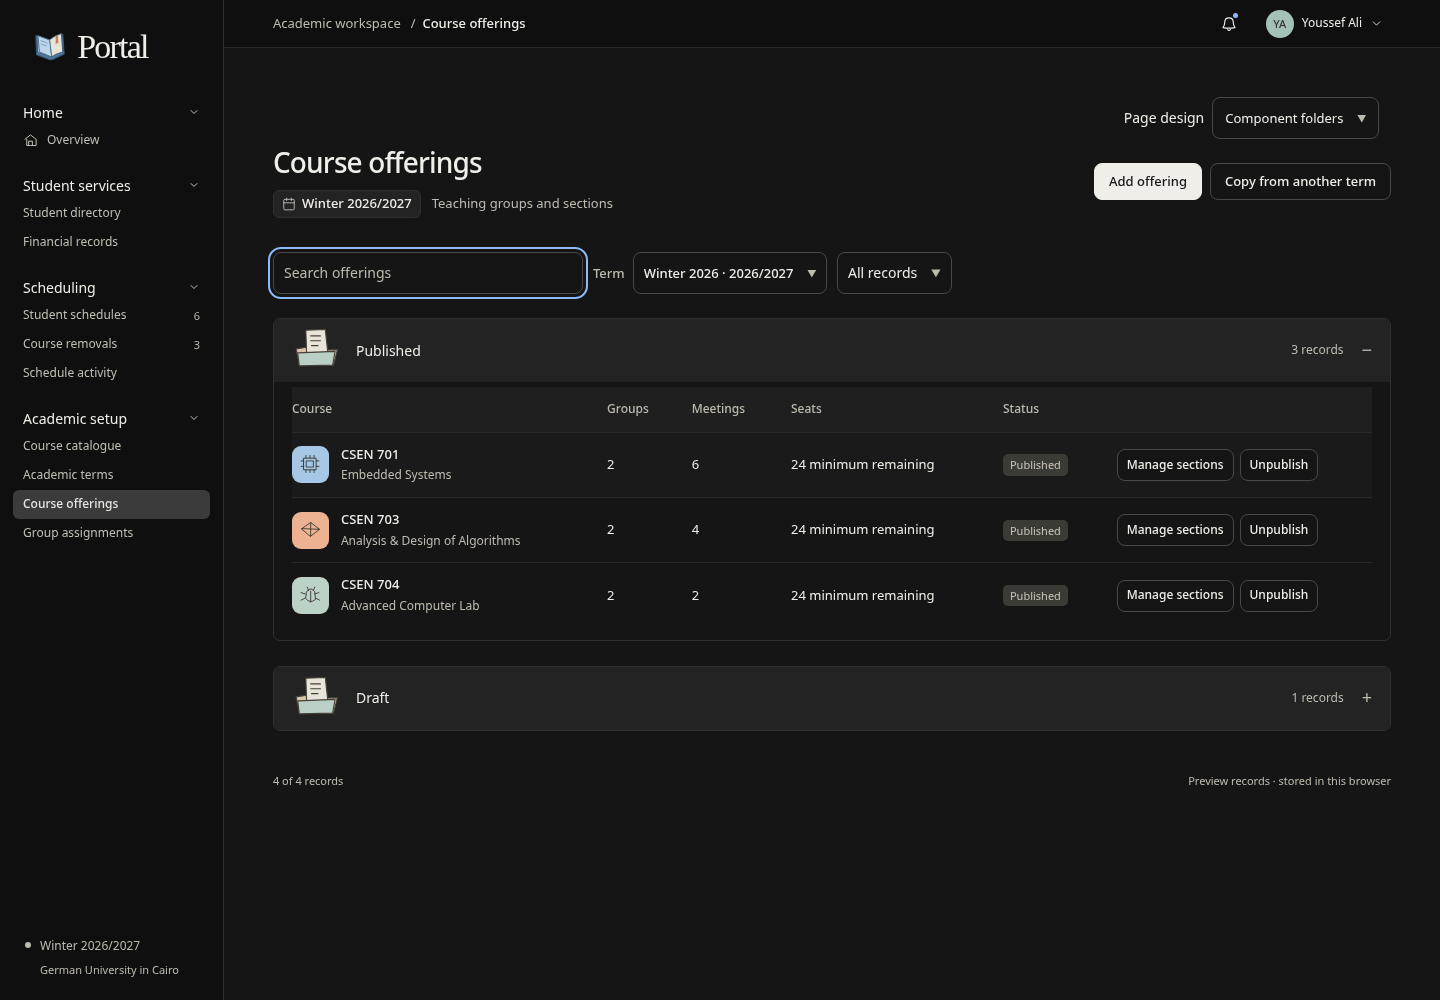 Portal
Academic workspace / Course offerings
YA Youssef Ali
Home
Overview
Student services
Student directory
Financial records
Scheduling
Student schedules 6
Course removals 3
Schedule activity
Academic setup
Course catalogue
Academic terms
Course offerings
Group assignments
Winter 2026/2027
German University in Cairo
Page design Component folders
Course offerings
Add offering Copy from another term
Winter 2026/2027 Teaching groups and sections
Search offerings Term Winter 2026 · 2026/2027 All records
Published 3 records
Course Groups Meetings Seats Status
CSEN 701
Embedded Systems
2 6 24 minimum remaining Published Manage sections Unpublish
CSEN 703
Analysis & Design of Algorithms
2 4 24 minimum remaining Published Manage sections Unpublish
CSEN 704
Advanced Computer Lab
2 2 24 minimum remaining Published Manage sections Unpublish
Draft 1 records
4 of 4 records Preview records · stored in this browser